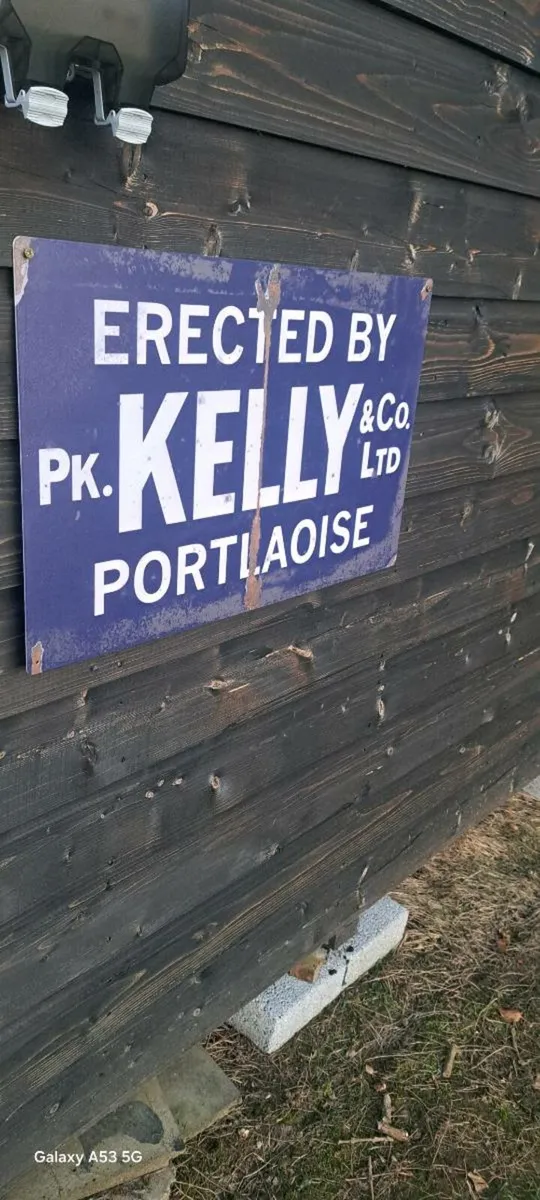 ERECTED BY
PK. KELLY &Co. LTD
PORTLAOISE
Galaxy A53 5G